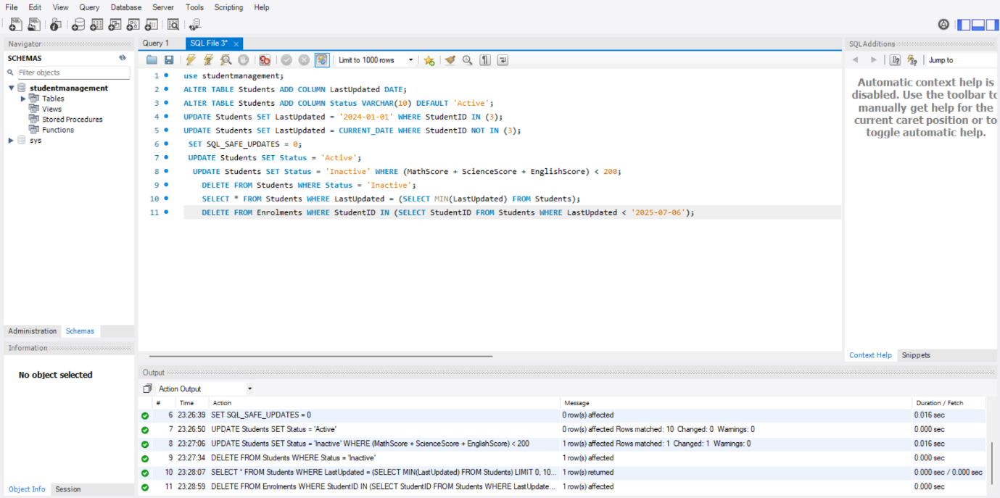 File Edit View Query Database Server Tools Scripting Help
Navigator
SCHEMAS
Filter objects
studentmanagement
Tables
Views
Stored Procedures
Functions
sys
Administration Schemas
Information
No object selected
Object Info Session
Query 1 SQL File 3*
Limit to 1000 rows
1 use studentmanagement;
2 ALTER TABLE Students ADD COLUMN LastUpdated DATE;
3 ALTER TABLE Students ADD COLUMN Status VARCHAR(10) DEFAULT 'Active';
4 UPDATE Students SET LastUpdated = '2024-01-01' WHERE StudentID IN (3);
5 UPDATE Students SET LastUpdated = CURRENT_DATE WHERE StudentID NOT IN (3);
6 SET SQL_SAFE_UPDATES = 0;
7 UPDATE Students SET Status = 'Active';
8 UPDATE Students SET Status = 'Inactive' WHERE (MathScore + ScienceScore + EnglishScore) < 200;
9 DELETE FROM Students WHERE Status = 'Inactive';
10 SELECT * FROM Students WHERE LastUpdated = (SELECT MIN(LastUpdated) FROM Students);
11 DELETE FROM Enrolments WHERE StudentID IN (SELECT StudentID FROM Students WHERE LastUpdated < '2025-07-06');
SQLAdditions
Jump to
Automatic context help is
disabled. Use the toolbar to
manually get help for the
current caret position or to
toggle automatic help.
Context Help Snippets
Output
Action Output
# Time Action Message Duration / Fetch
6 23:26:39 SET SQL_SAFE_UPDATES = 0 0 row(s) affected 0.016 sec
7 23:26:50 UPDATE Students SET Status = 'Active' 0 row(s) affected Rows matched: 10 Changed: 0 Warnings: 0 0.000 sec
8 23:27:06 UPDATE Students SET Status = 'Inactive' WHERE (MathScore + ScienceScore + EnglishScore) < 200 1 row(s) affected Rows matched: 1 Changed: 1 Warnings: 0 0.016 sec
9 23:27:34 DELETE FROM Students WHERE Status = 'Inactive' 1 row(s) affected 0.000 sec
10 23:28:07 SELECT * FROM Students WHERE LastUpdated = (SELECT MIN(LastUpdated) FROM Students) LIMIT 0, 10... 1 row(s) returned 0.000 sec / 0.000 sec
11 23:28:59 DELETE FROM Enrolments WHERE StudentID IN (SELECT StudentID FROM Students WHERE LastUpdate... 1 row(s) affected 0.000 sec